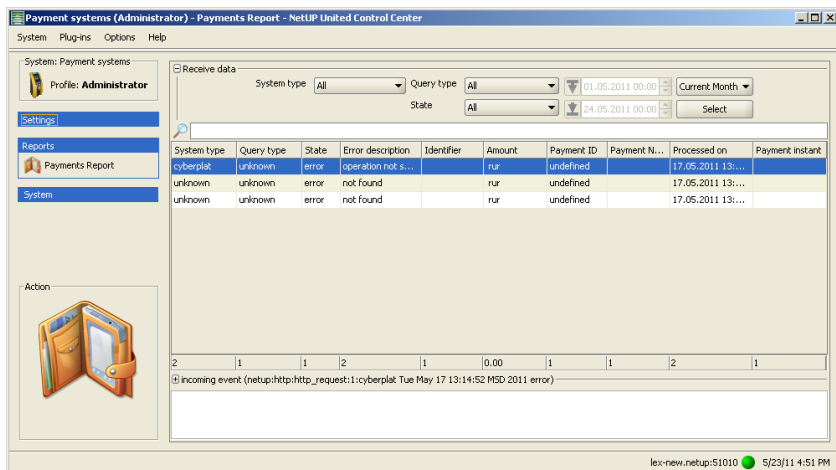 Payment systems (Administrator) - Payments Report - NetUP United Control Center
System Plug-ins Options Help
System: Payment systems
Profile: Administrator
Settings
Reports
Payments Report
System
Action
Receive data
System type All Query type All 01.05.2011 00:00 Current Month
State All 24.05.2011 00:00 Select
System type Query type State Error description Identifier Amount Payment ID Payment N... Processed on Payment instant
cyberplat unknown error operation not s... rur undefined 17.05.2011 13:...
unknown unknown error not found rur undefined 17.05.2011 13:...
unknown unknown error not found rur undefined 17.05.2011 13:...
2 1 1 2 1 0.00 1 1 2 1
incoming event (netup:http:http_request:1:cyberplat Tue May 17 13:14:52 MSD 2011 error)
lex-new.netup:51010 5/23/11 4:51 PM